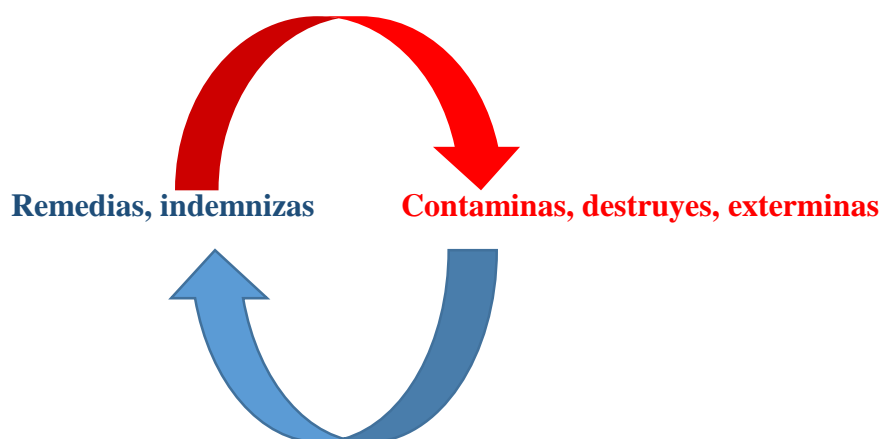 Remedias, indemnizas
Contaminas, destruyes, exterminas